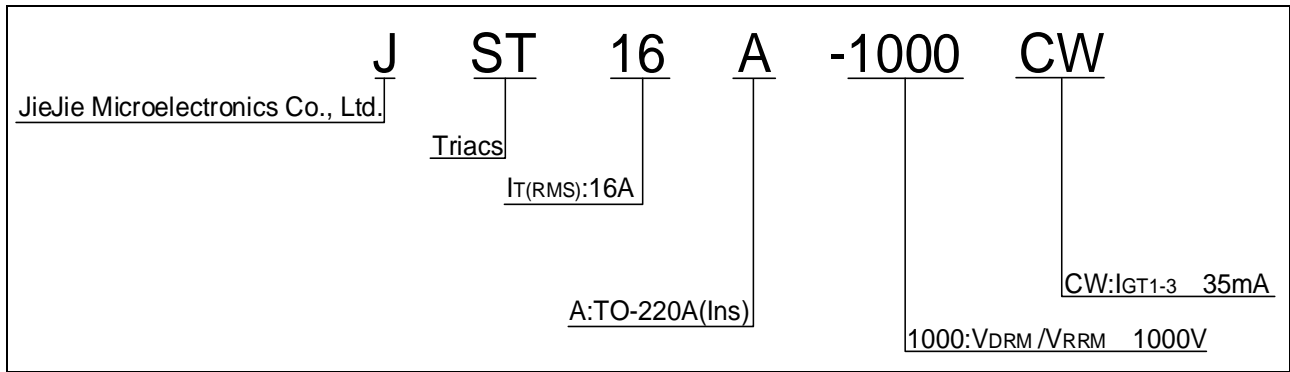 J ST 16 A -1000 CW
JieJie Microelectronics Co., Ltd.
Triacs
IT(RMS):16A
CW:IGT1-3 35mA
A:TO-220A(Ins)
1000:VDRM /VRRM 1000V